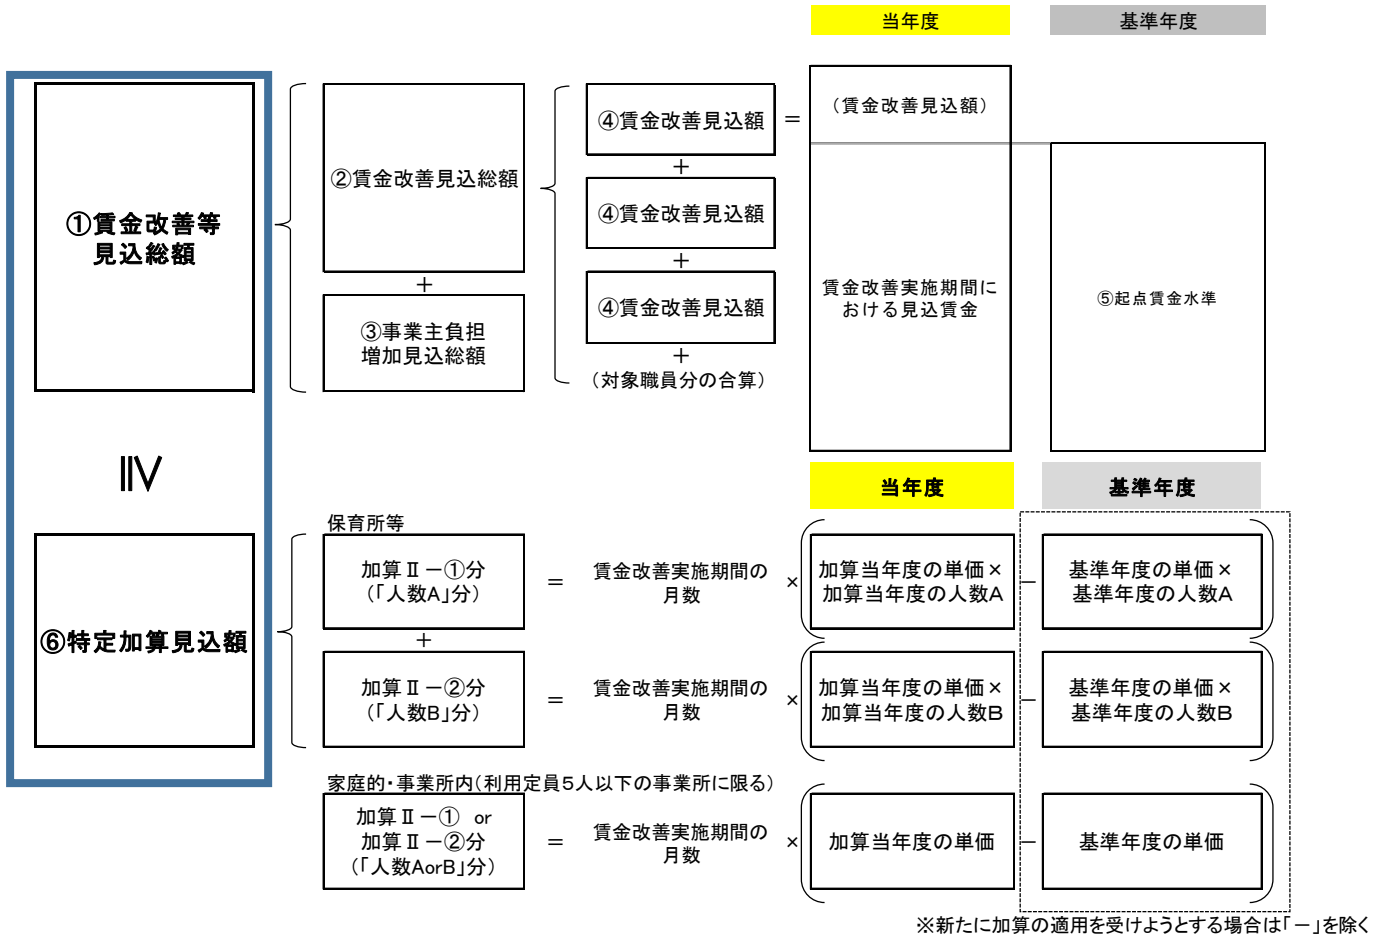 当年度
基準年度
①賃金改善等
見込総額
②賃金改善見込総額
＋
③事業主負担
増加見込総額
④賃金改善見込額
＋
④賃金改善見込額
＋
④賃金改善見込額
＋
（対象職員分の合算）
＝
（賃金改善見込額）
賃金改善実施期間に
おける見込賃金
⑤起点賃金水準
≧
⑥特定加算見込額
当年度
基準年度
保育所等
加算Ⅱ－①分
（「人数A」分）
＝
賃金改善実施期間の
月数
×
加算当年度の単価×
加算当年度の人数A
－
基準年度の単価×
基準年度の人数A
＋
加算Ⅱ－②分
（「人数B」分）
＝
賃金改善実施期間の
月数
×
加算当年度の単価×
加算当年度の人数B
－
基準年度の単価×
基準年度の人数B
家庭的・事業所内（利用定員５人以下の事業所に限る）
加算Ⅱ－① or
加算Ⅱ－②分
（「人数AorB」分）
＝
賃金改善実施期間の
月数
×
加算当年度の単価
－
基準年度の単価
※新たに加算の適用を受けようとする場合は「－」を除く